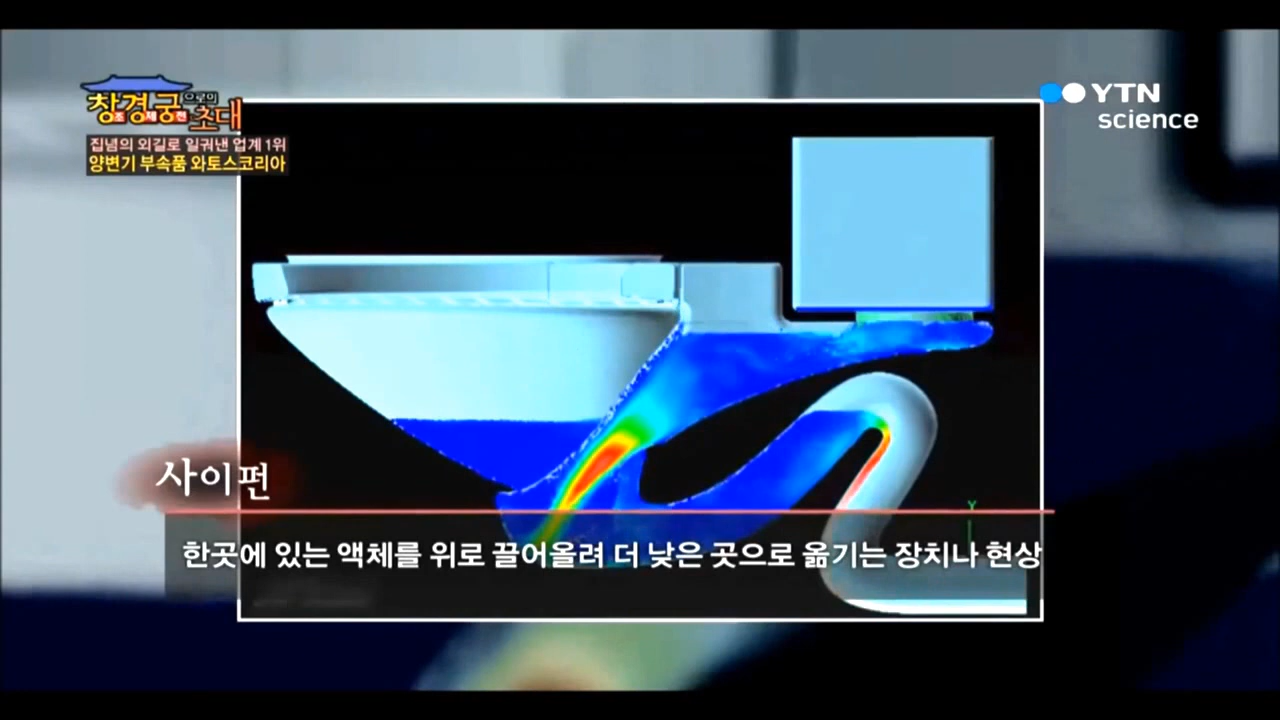 창경궁으로의
조제전 초대
집념의 외길로 일궈낸 업계 1위
양변기 부속품 와토스코리아
YTN
science
사이펀
한곳에 있는 액체를 위로 끌어올려 더 낮은 곳으로 옮기는 장치나 현상
Y